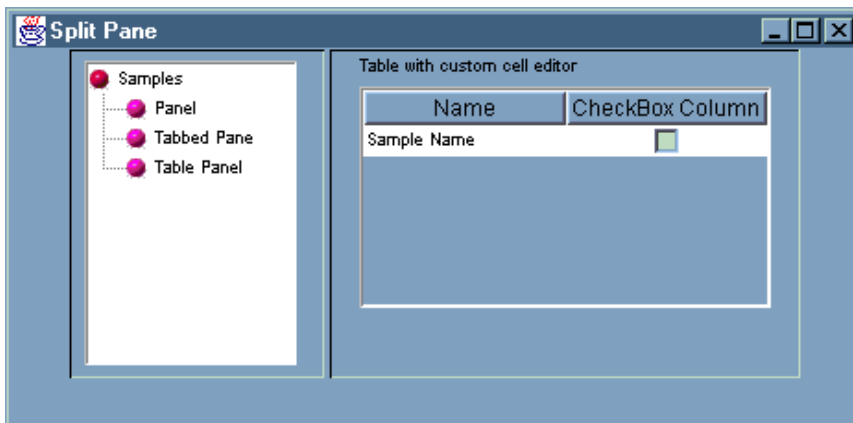 Split Pane
Samples
Panel
Tabbed Pane
Table Panel
Table with custom cell editor
Name CheckBox Column
Sample Name